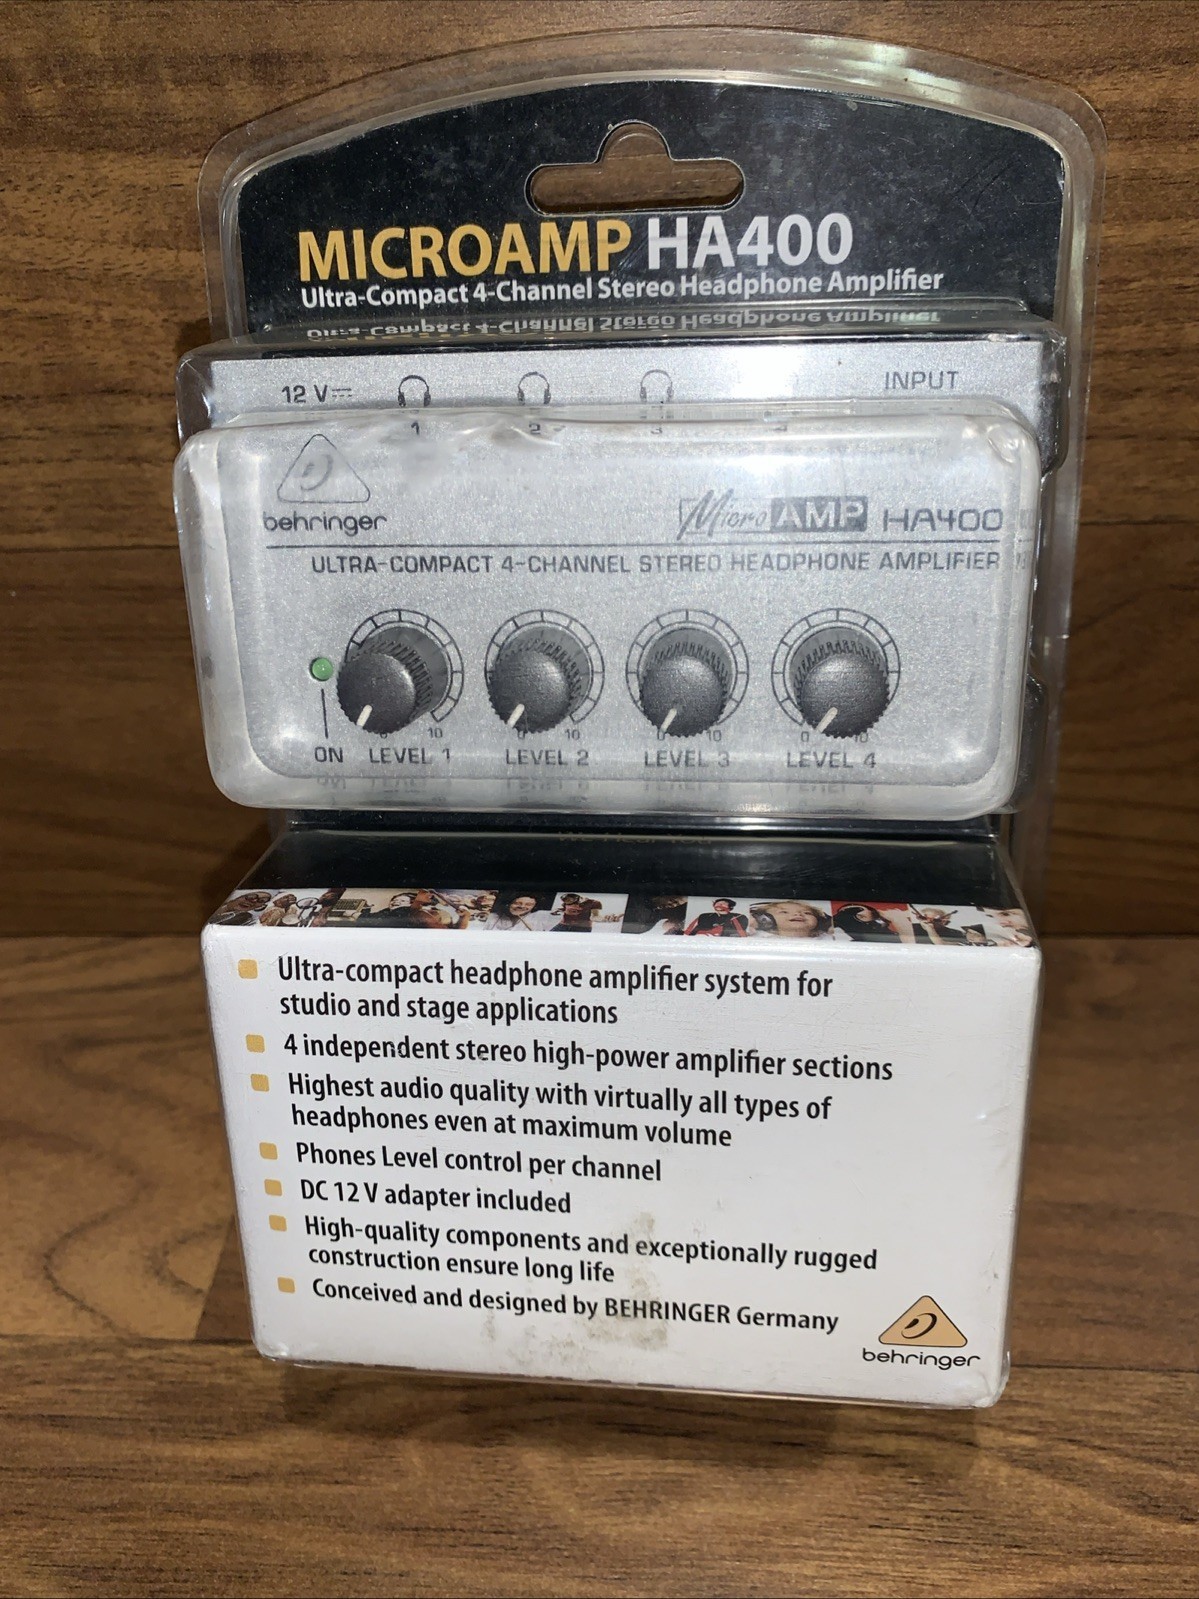 MICROAMP HA400
Ultra-Compact 4-Channel Stereo Headphone Amplifier
12 V
INPUT
1 2 3
behringer
Micro AMP HA400
ULTRA-COMPACT 4-CHANNEL STEREO HEADPHONE AMPLIFIER
10 0 10 0 10 0 10
ON LEVEL 1 LEVEL 2 LEVEL 3 LEVEL 4
Ultra-compact headphone amplifier system for
studio and stage applications
4 independent stereo high-power amplifier sections
Highest audio quality with virtually all types of
headphones even at maximum volume
Phones Level control per channel
DC 12 V adapter included
High-quality components and exceptionally rugged
construction ensure long life
Conceived and designed by BEHRINGER Germany
behringer